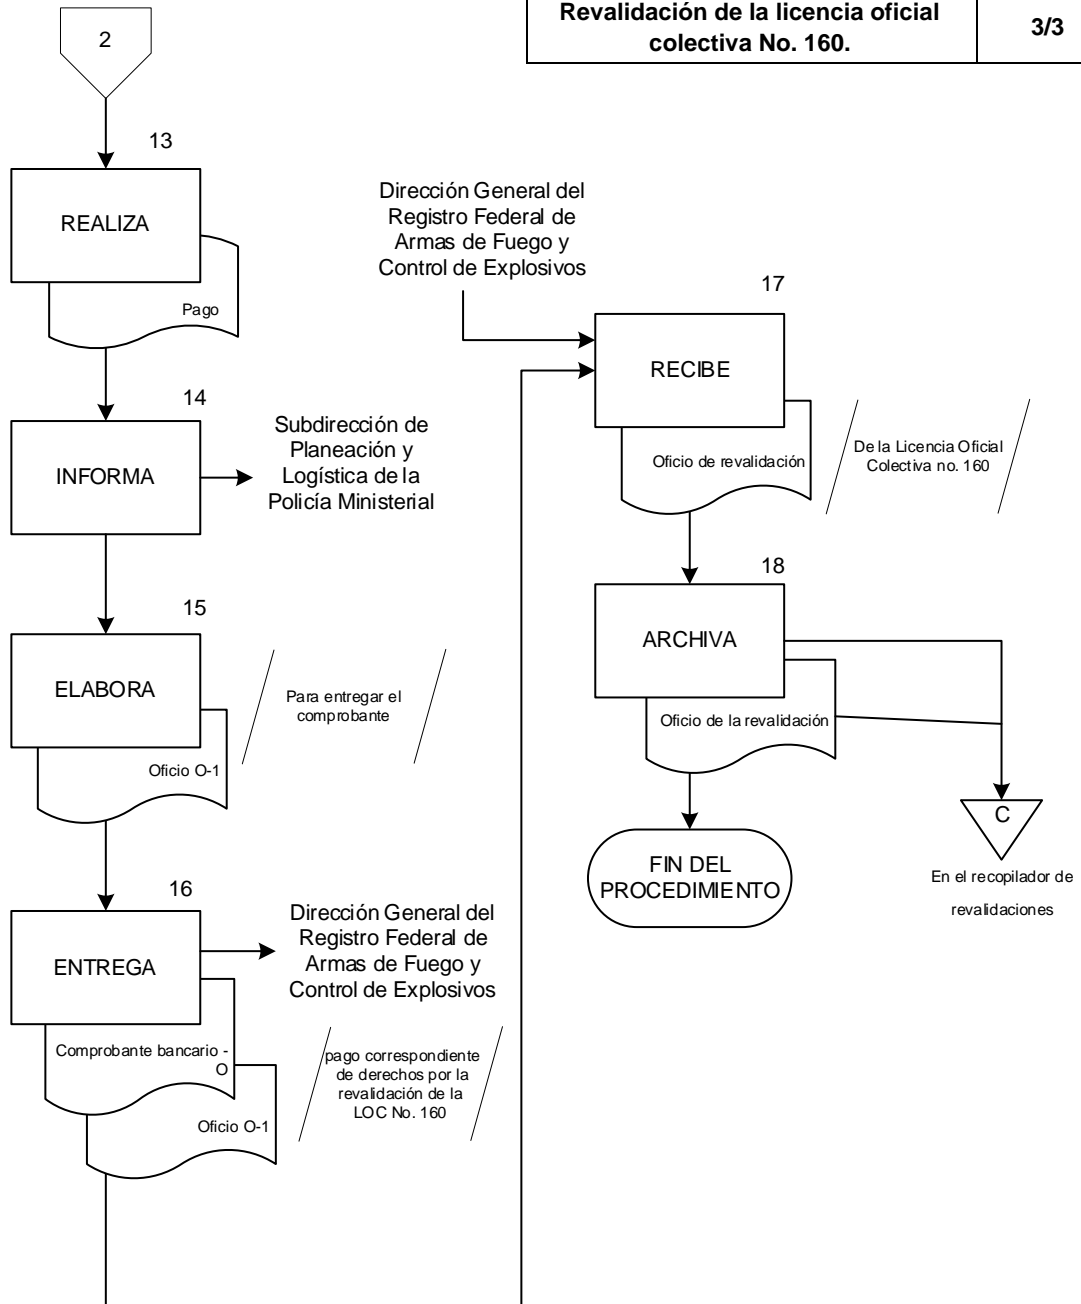 Revalidación de la licencia oficial
colectiva No. 160.
3/3
2
13
REALIZA
Pago
14
INFORMA
Subdirección de
Planeación y
Logística de la
Policía Ministerial
15
ELABORA
Para entregar el
comprobante
Oficio O-1
16
ENTREGA
Dirección General del
Registro Federal de
Armas de Fuego y
Control de Explosivos
Comprobante bancario -
O
Oficio O-1
pago correspondiente
de derechos por la
revalidación de la
LOC No. 160
Dirección General del
Registro Federal de
Armas de Fuego y
Control de Explosivos
17
RECIBE
Oficio de revalidación
De la Licencia Oficial
Colectiva no. 160
18
ARCHIVA
Oficio de la revalidación
C
En el recopilador de
revalidaciones
FIN DEL
PROCEDIMIENTO